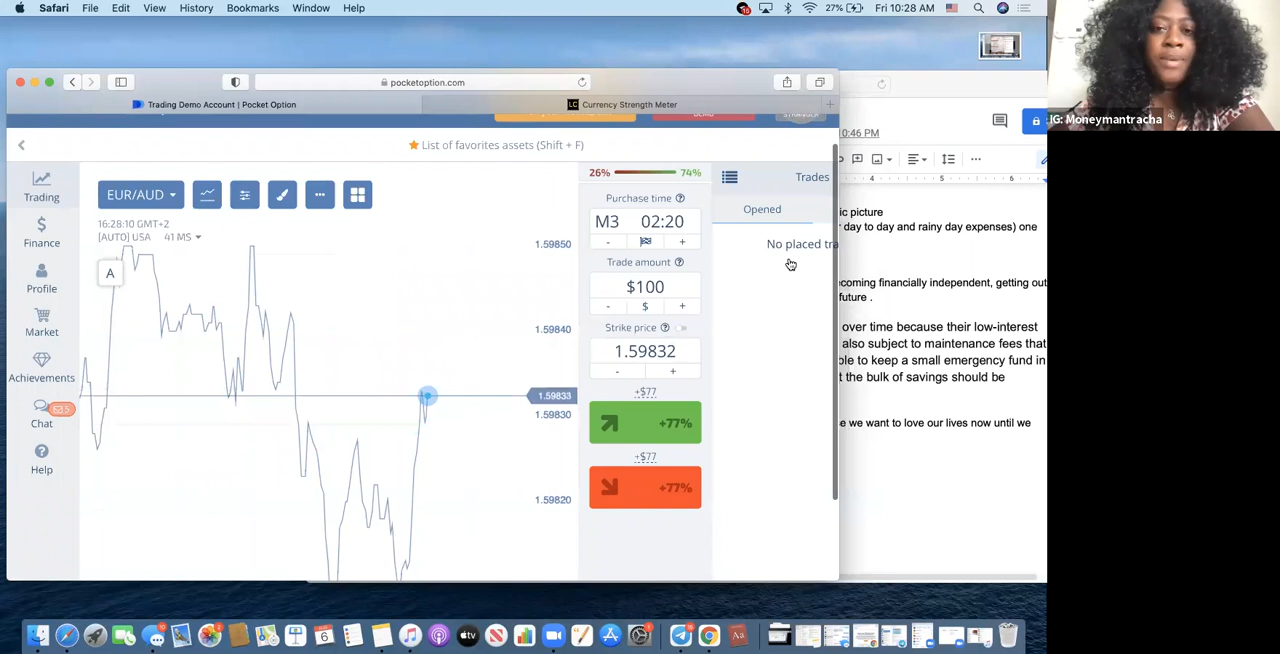 Safari File Edit View History Bookmarks Window Help
15 27% Fri 10:28 AM
pocketoption.com
Trading Demo Account | Pocket Option
LC Currency Strength Meter
IG: Moneymantracha
List of favorites assets (Shift + F)
Trading
Finance
Profile
Market
Achievements
Chat 5
Help
EUR/AUD
16:28:10 GMT+2
[AUTO] USA 41 MS
A
1.59850
1.59840
1.59833
1.59830
1.59820
26% 74%
Purchase time
M3 02:20
- +
Trade amount
$100
- $ +
Strike price
1.59832
- +
+$77
+77%
+$77
+77%
Trades
Opened
No placed tra
0:46 PM
4 5 6
ic picture
r day to day and rainy day expenses) one
coming financially independent, getting out
future .
over time because their low-interest
also subject to maintenance fees that
ble to keep a small emergency fund in
t the bulk of savings should be
e we want to love our lives now until we